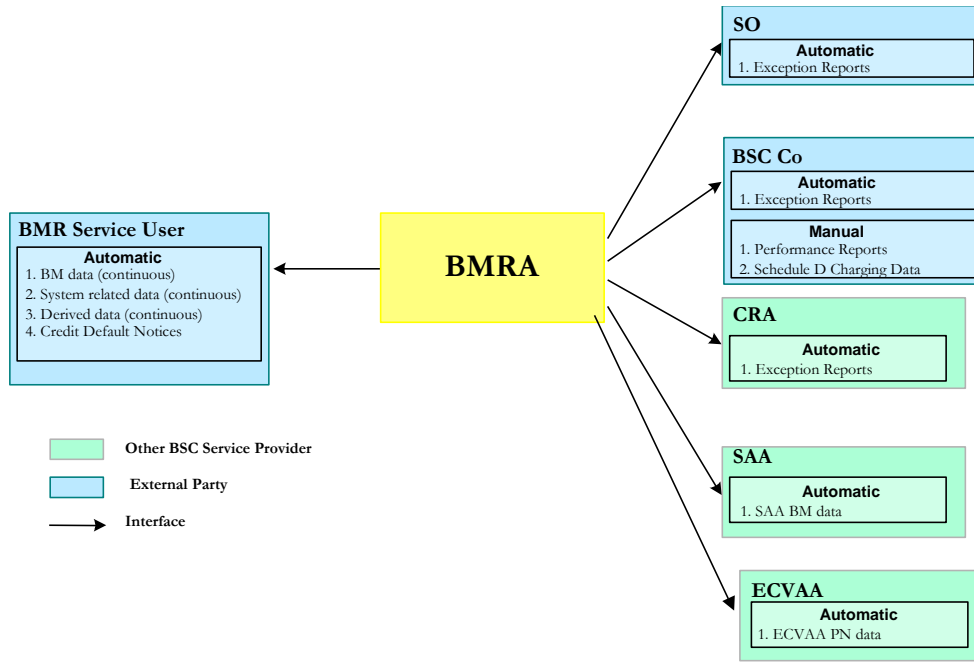 SO
Automatic
1. Exception Reports
BSC Co
Automatic
1. Exception Reports
Manual
1. Performance Reports
2. Schedule D Charging Data
BMR Service User
Automatic
1. BM data (continuous)
2. System related data (continuous)
3. Derived data (continuous)
4. Credit Default Notices
BMRA
CRA
Automatic
1. Exception Reports
SAA
Automatic
1. SAA BM data
ECVAA
Automatic
1. ECVAA PN data
Other BSC Service Provider
External Party
Interface